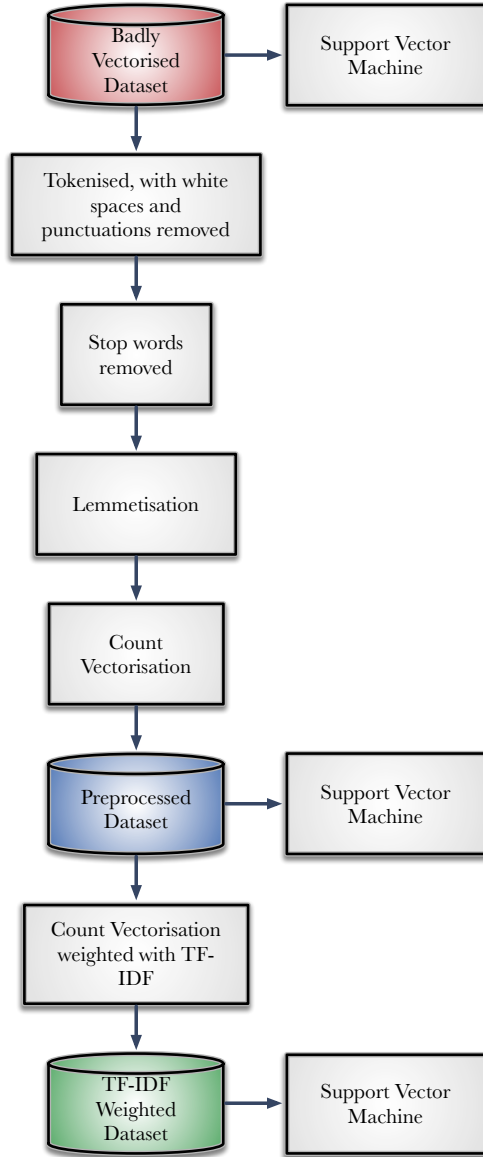 Badly
Vectorised
Dataset
Support Vector
Machine
Tokenised, with white
spaces and
punctuations removed
Stop words
removed
Lemmetisation
Count
Vectorisation
Preprocessed
Dataset
Support Vector
Machine
Count Vectorisation
weighted with TF-
IDF
TF-IDF
Weighted
Dataset
Support Vector
Machine